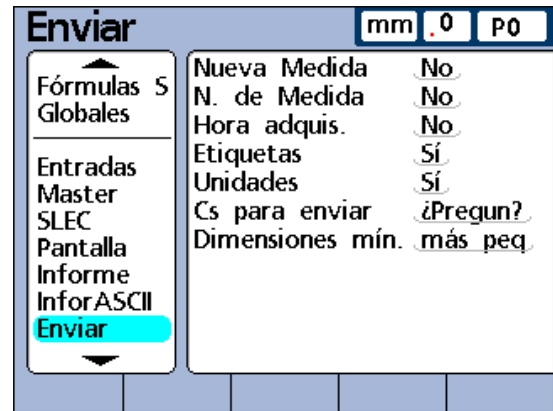 Enviar
mm .0 P0
Fórmulas S
Globales
Entradas
Master
SLEC
Pantalla
Informe
InforASCII
Enviar
Nueva Medida No
N. de Medida No
Hora adquis. No
Etiquetas Sí
Unidades Sí
Cs para enviar ¿Pregun?
Dimensiones mín. más peq